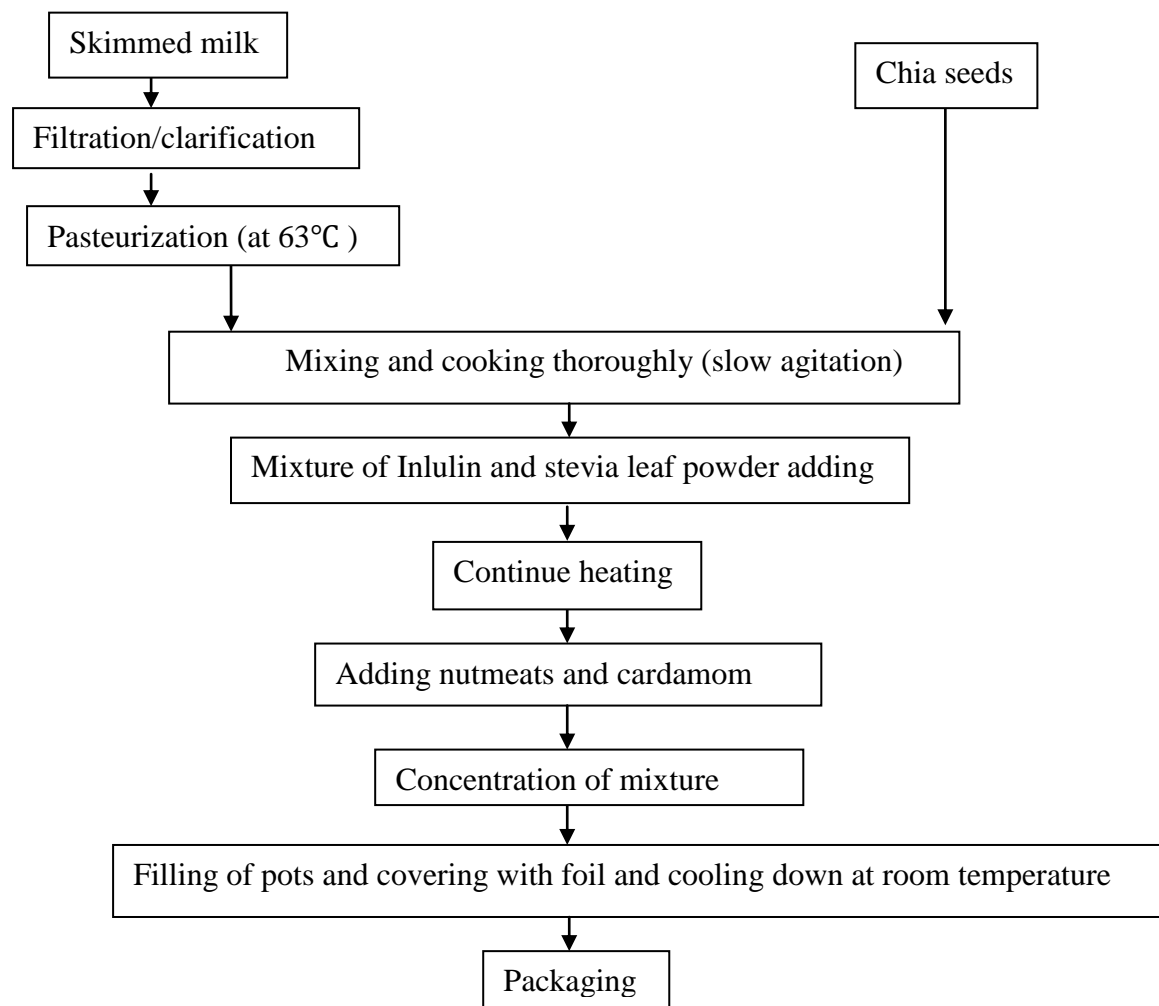 Skimmed milk
Chia seeds
Filtration/clarification
Pasteurization (at 63℃ )
Mixing and cooking thoroughly (slow agitation)
Mixture of Inlulin and stevia leaf powder adding
Continue heating
Adding nutmeats and cardamom
Concentration of mixture
Filling of pots and covering with foil and cooling down at room temperature
Packaging